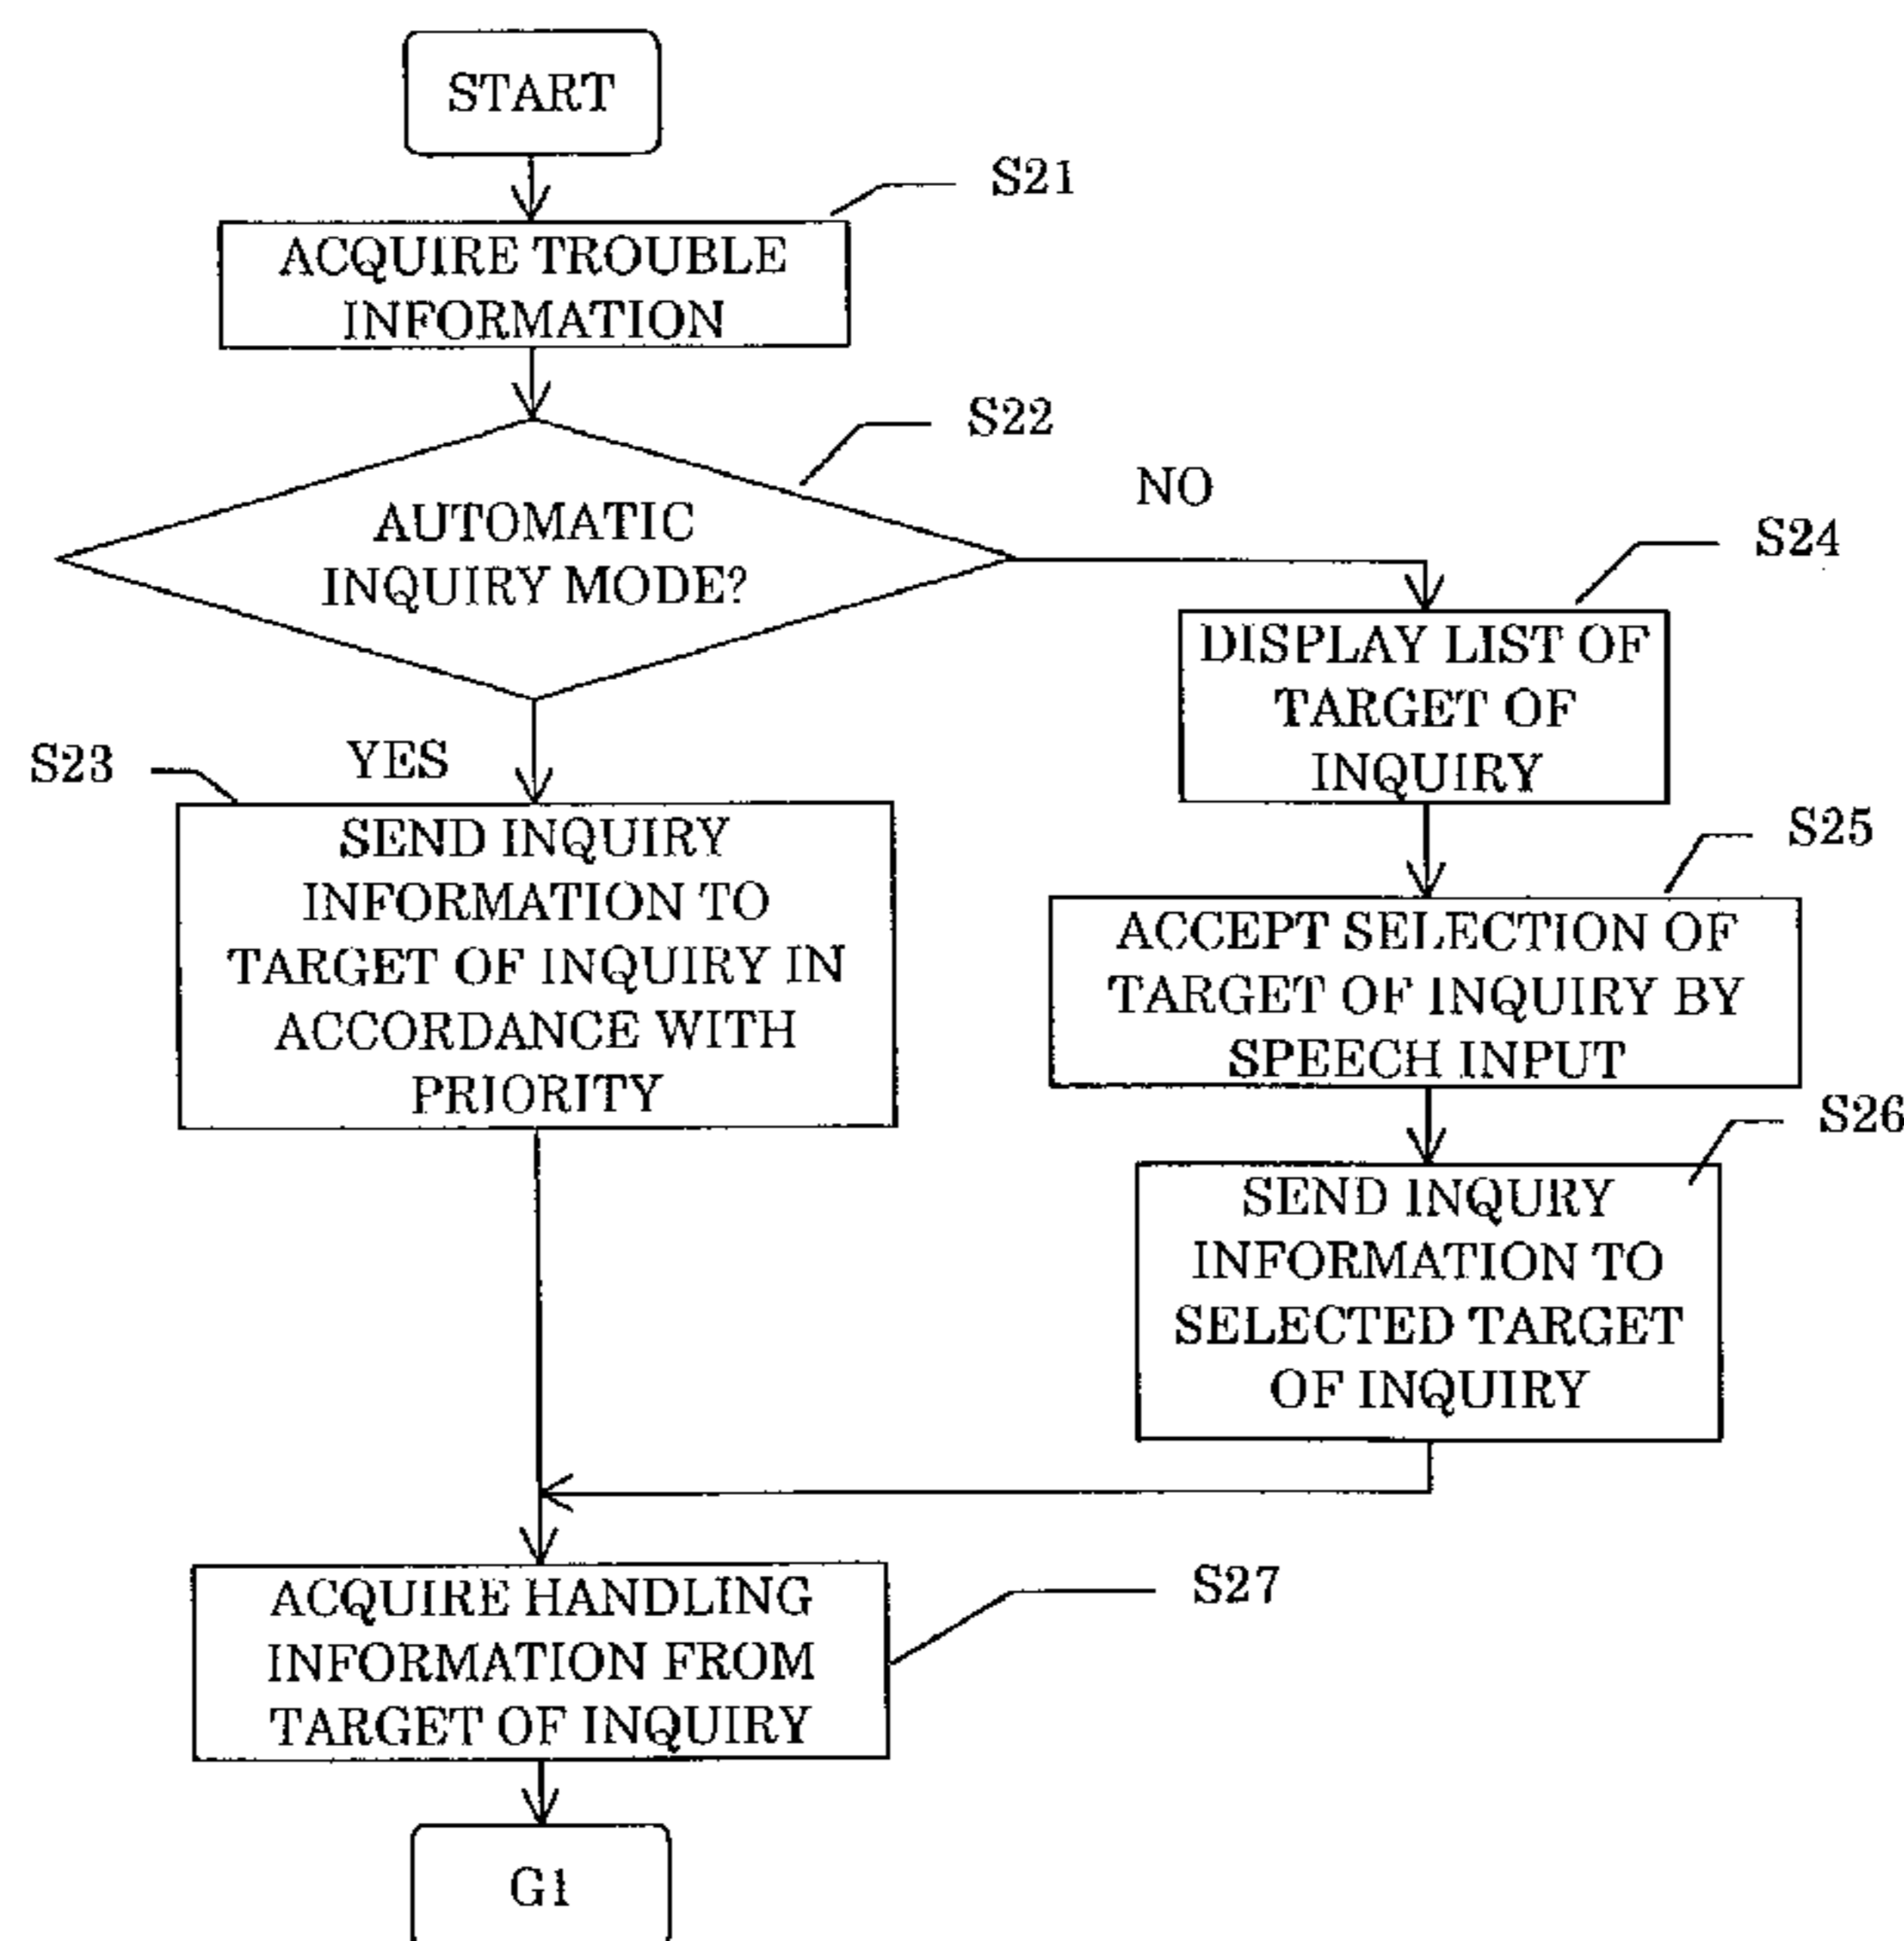 START
S21
ACQUIRE TROUBLE
INFORMATION
S22
AUTOMATIC
INQUIRY MODE?
NO
YES
S23
SEND INQUIRY
INFORMATION TO
TARGET OF INQUIRY IN
ACCORDANCE WITH
PRIORITY
S24
DISPLAY LIST OF
TARGET OF
INQUIRY
S25
ACCEPT SELECTION OF
TARGET OF INQUIRY BY
SPEECH INPUT
S26
SEND INQURY
INFORMATION TO
SELECTED TARGET
OF INQUIRY
S27
ACQUIRE HANDLING
INFORMATION FROM
TARGET OF INQUIRY
G1